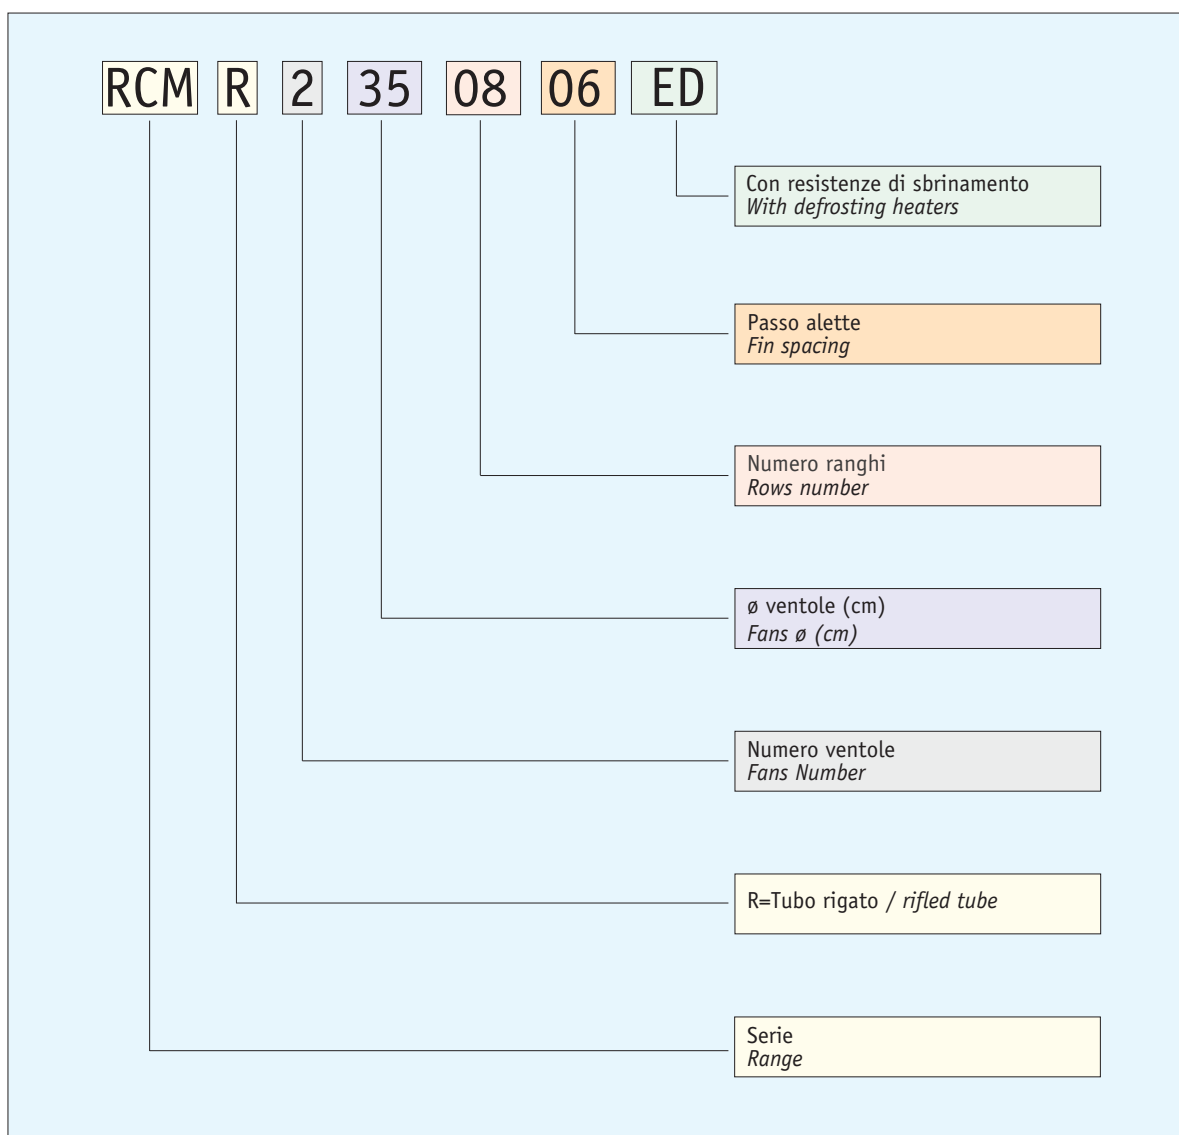 RCM R 2 35 08 06 ED
Con resistenze di sbrinamento
With defrosting heaters
Passo alette
Fin spacing
Numero ranghi
Rows number
ø ventole (cm)
Fans ø (cm)
Numero ventole
Fans Number
R=Tubo rigato / rifled tube
Serie
Range